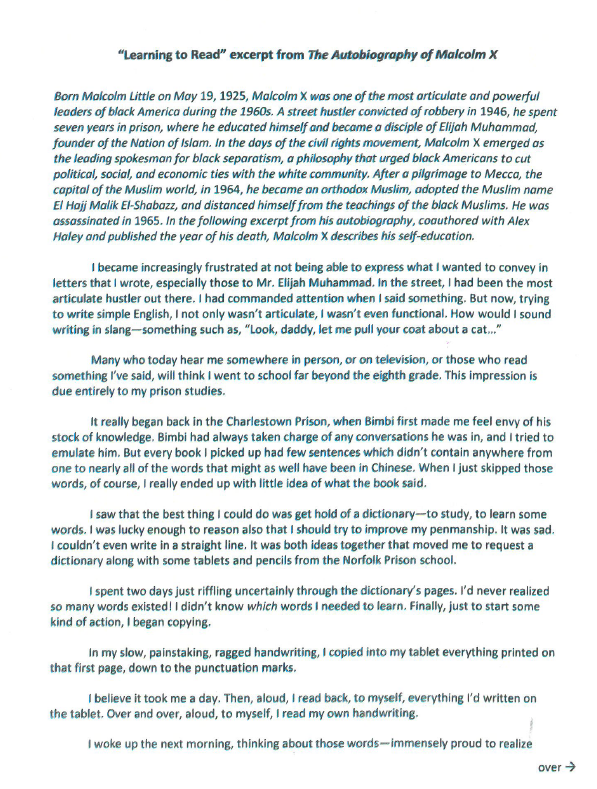 “Learning to Read” excerpt from The Autobiography of Malcolm X
Born Malcolm Little on May 19, 1925, Malcolm X was one of the most articulate and powerful
leaders of black America during the 1960s. A street hustler convicted of robbery in 1946, he spent
seven years in prison, where he educated himself and became a disciple of Elijah Muhammad,
founder of the Nation of Islam. In the days of the civil rights movement, Malcolm X emerged as
the leading spokesman for black separatism, a philosophy that urged black Americans to cut
political, social, and economic ties with the white community. After a pilgrimage to Mecca, the
capital of the Muslim world, in 1964, he became an orthodox Muslim, adopted the Muslim name
El Hajj Malik El-Shabazz, and distanced himself from the teachings of the black Muslims. He was
assassinated in 1965. In the following excerpt from his autobiography, coauthored with Alex
Haley and published the year of his death, Malcolm X describes his self-education.
I became increasingly frustrated at not being able to express what I wanted to convey in
letters that I wrote, especially those to Mr. Elijah Muhammad. In the street, I had been the most
articulate hustler out there. I had commanded attention when I said something. But now, trying
to write simple English, I not only wasn’t articulate, I wasn’t even functional. How would I sound
writing in slang—something such as, “Look, daddy, let me pull your coat about a cat...”
Many who today hear me somewhere in person, or on television, or those who read
something I’ve said, will think I went to school far beyond the eighth grade. This impression is
due entirely to my prison studies.
It really began back in the Charlestown Prison, when Bimbi first made me feel envy of his
stock of knowledge. Bimbi had always taken charge of any conversations he was in, and I tried to
emulate him. But every book I picked up had few sentences which didn’t contain anywhere from
one to nearly all of the words that might as well have been in Chinese. When I just skipped those
words, of course, I really ended up with little idea of what the book said.
I saw that the best thing I could do was get hold of a dictionary—to study, to learn some
words. I was lucky enough to reason also that I should try to improve my penmanship. It was sad.
I couldn’t even write in a straight line. It was both ideas together that moved me to request a
dictionary along with some tablets and pencils from the Norfolk Prison school.
I spent two days just riffling uncertainly through the dictionary’s pages. I’d never realized
so many words existed! I didn’t know which words I needed to learn. Finally, just to start some
kind of action, I began copying.
In my slow, painstaking, ragged handwriting, I copied into my tablet everything printed on
that first page, down to the punctuation marks.
I believe it took me a day. Then, aloud, I read back, to myself, everything I’d written on
the tablet. Over and over, aloud, to myself, I read my own handwriting.
I woke up the next morning, thinking about those words—immensely proud to realize
over →